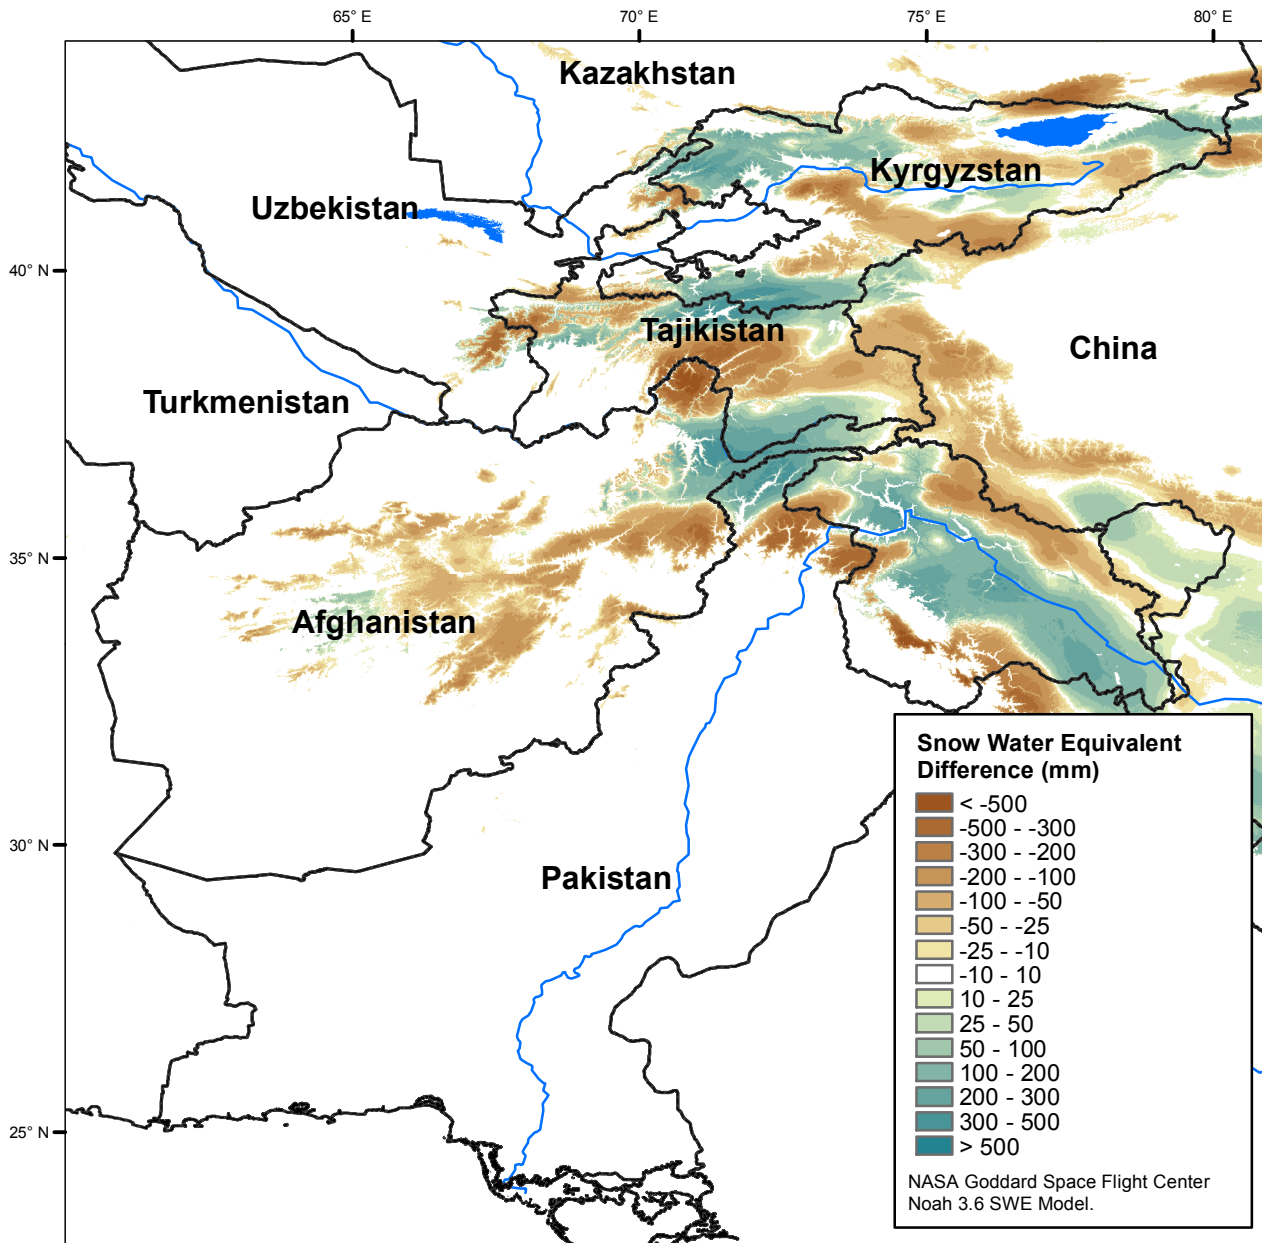 65° E
70° E
75° E
80° E
Kazakhstan
Kyrgyzstan
Uzbekistan
40° N
Tajikistan
China
Turkmenistan
35° N
Afghanistan
Snow Water Equivalent
Difference (mm)
< -500
-500 - -300
-300 - -200
-200 - -100
-100 - -50
-50 - -25
-25 - -10
-10 - 10
10 - 25
25 - 50
50 - 100
100 - 200
200 - 300
300 - 500
> 500
30° N
Pakistan
25° N
NASA Goddard Space Flight Center
Noah 3.6 SWE Model.